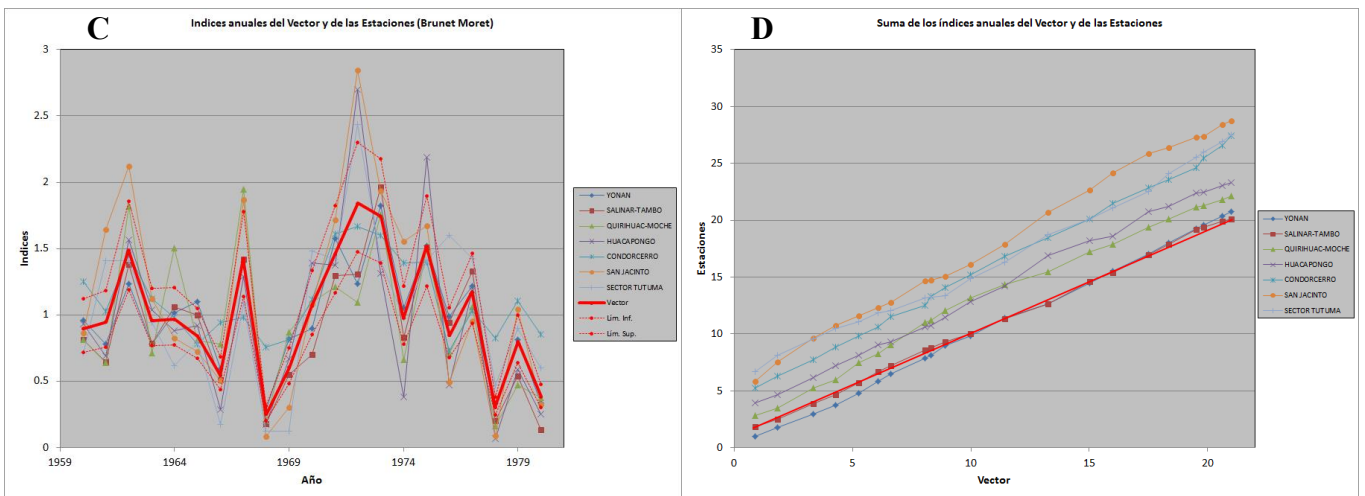 C
Indices anuales del Vector y de las Estaciones (Brunet Moret)
3
2.5
2
1.5
1
0.5
0
Indices
1959
1964
1969
1974
1979
Año
YONAN
SALINAR-TAMBO
QUIRIHUAC-MOCHE
HUACAPONGO
CONDORCERRO
SAN JACINTO
SECTOR TUTUMA
Vector
Lim. Inf.
Lim. Sup.
D
Suma de los índices anuales del Vector y de las Estaciones
35
30
25
20
15
10
5
0
Estaciones
0
5
10
15
20
Vector
YONAN
SALINAR-TAMBO
QUIRIHUAC-MOCHE
HUACAPONGO
CONDORCERRO
SAN JACINTO
SECTOR TUTUMA